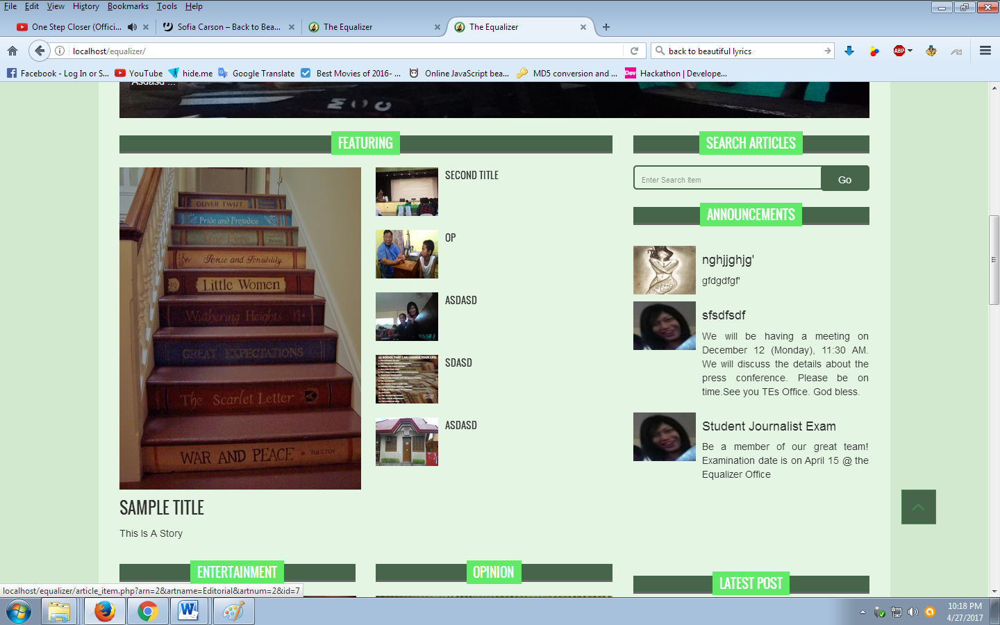 File Edit View History Bookmarks Tools Help
One Step Closer (Offici... Sofia Carson – Back to Bea... The Equalizer The Equalizer
localhost/equalizer/ back to beautiful lyrics
Facebook - Log In or S... YouTube hide.me Google Translate Best Movies of 2016- ... Online JavaScript bea... MD5 conversion and ... Hackathon | Develope...
Asdasd ...
FEATURING
OLIVER TWIST
Pride and Prejudice
Jane Eyre
Sense and Sensibility
Little Women
Wuthering Heights
GREAT EXPECTATIONS
The Scarlet Letter
WAR AND PEACE • TOLSTOY
SAMPLE TITLE
This Is A Story
SECOND TITLE
OP
ASDASD
SDASD
ASDASD
SEARCH ARTICLES
Enter Search Item Go
ANNOUNCEMENTS
nghjjghjg'
gfdgdfgf'
sfsdfsdf
We will be having a meeting on
December 12 (Monday), 11:30 AM.
We will discuss the details about the
press conference. Please be on
time.See you TEs Office. God bless.
Student Journalist Exam
Be a member of our great team!
Examination date is on April 15 @ the
Equalizer Office
ENTERTAINMENT
OPINION
LATEST POST
localhost/equalizer/article_item.php?arn=2&artname=Editorial&artnum=2&id=7
10:18 PM
4/27/2017